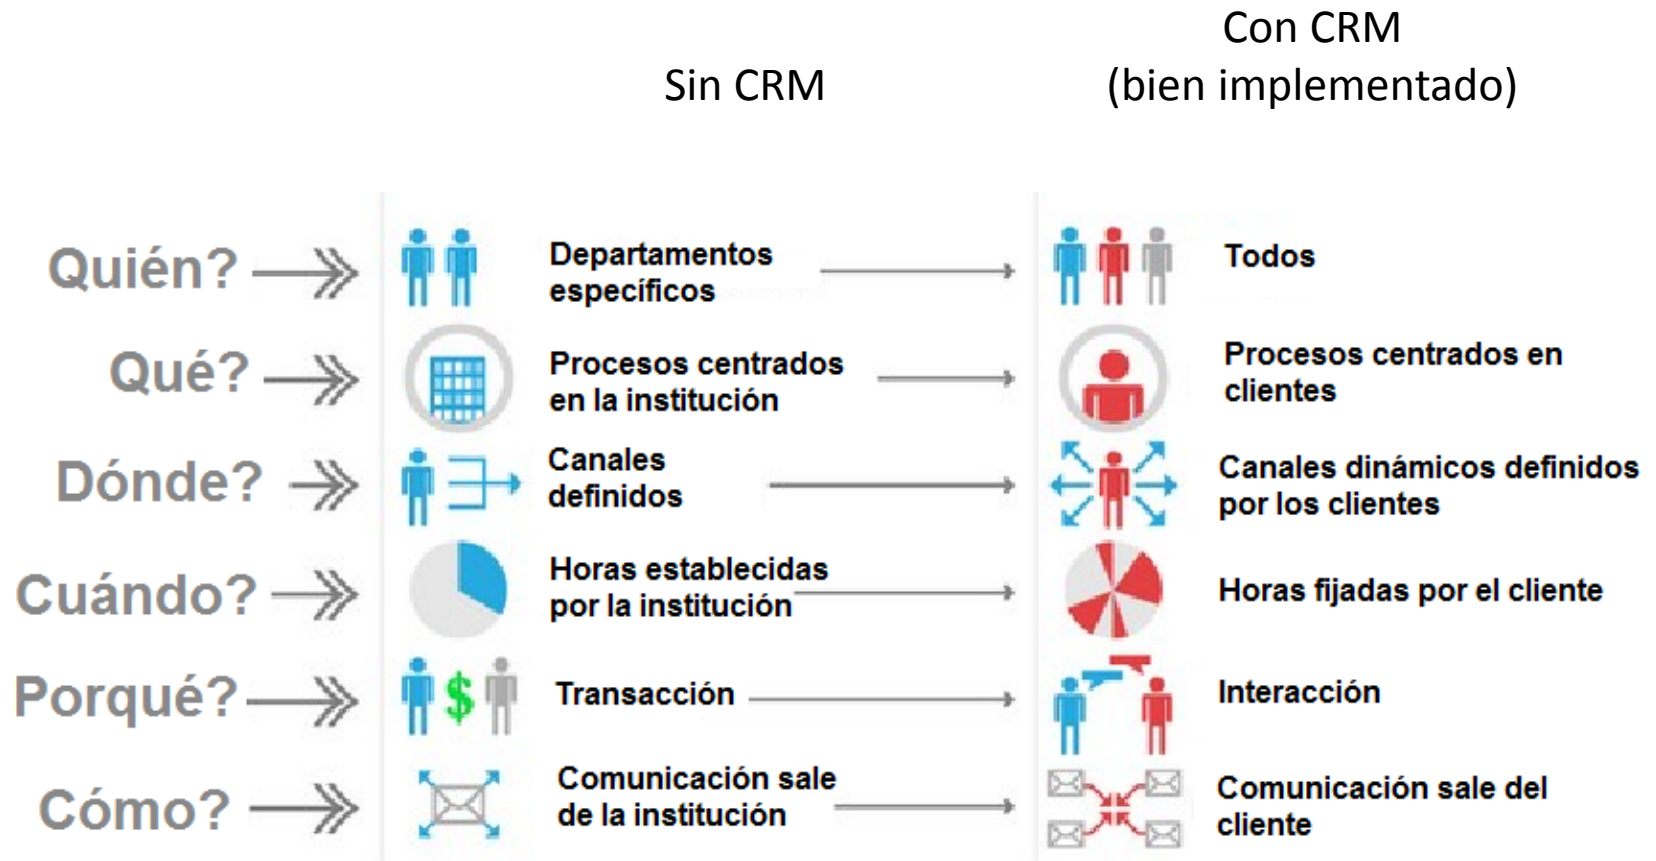 Sin CRM
Con CRM
(bien implementado)
Quién?
Departamentos
específicos
Todos
Qué?
Procesos centrados
en la institución
Procesos centrados en
clientes
Dónde?
Canales
definidos
Canales dinámicos definidos
por los clientes
Cuándo?
Horas establecidas
por la institución
Horas fijadas por el cliente
Porqué?
$
Transacción
Interacción
Cómo?
Comunicación sale
de la institución
Comunicación sale del
cliente